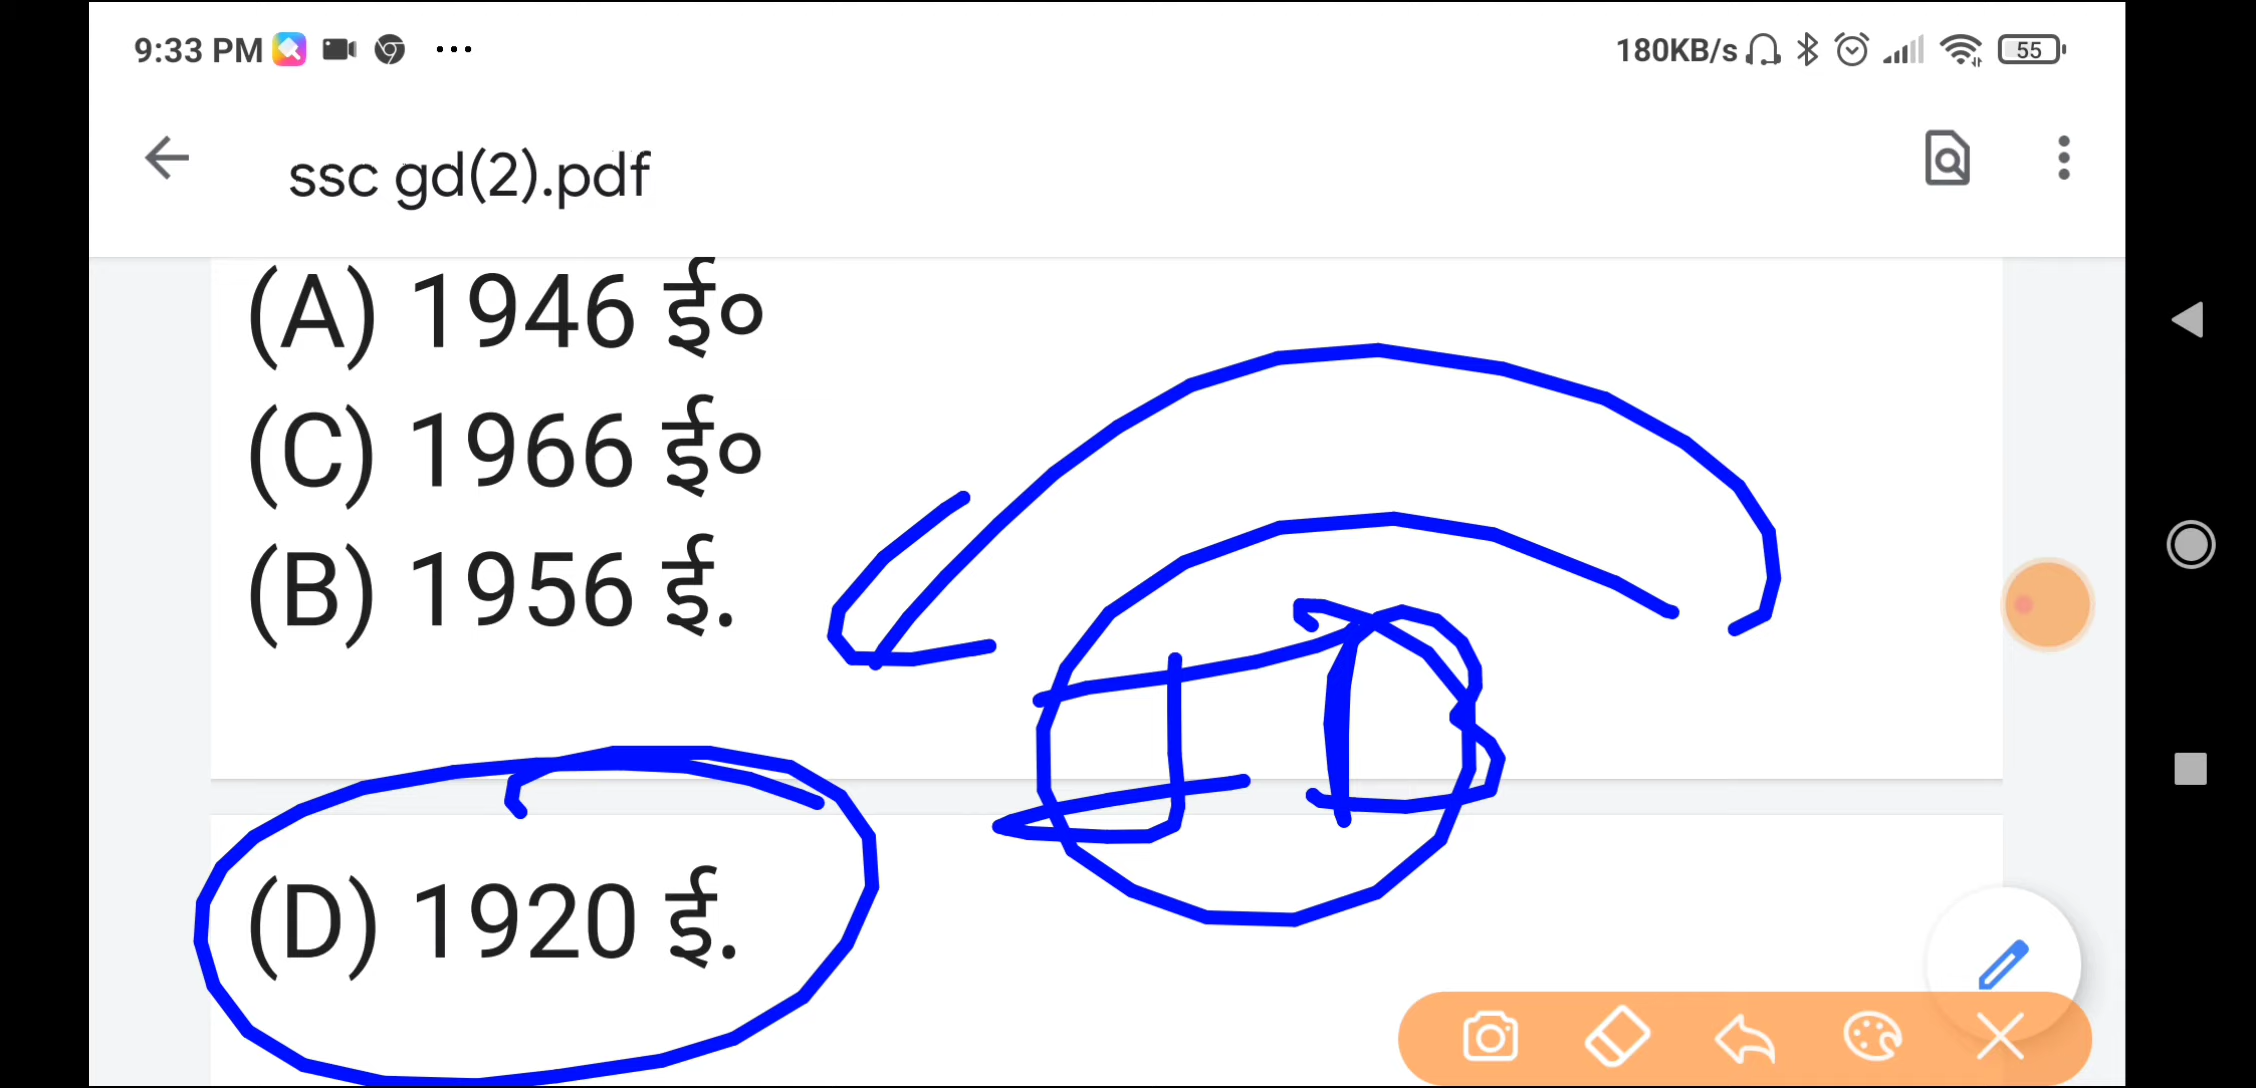 9:33 PM ... 180KB/s 55
ssc gd(2).pdf
(A) 1946 ई०
(C) 1966 ई०
(B) 1956 ई.
(D) 1920 ई.